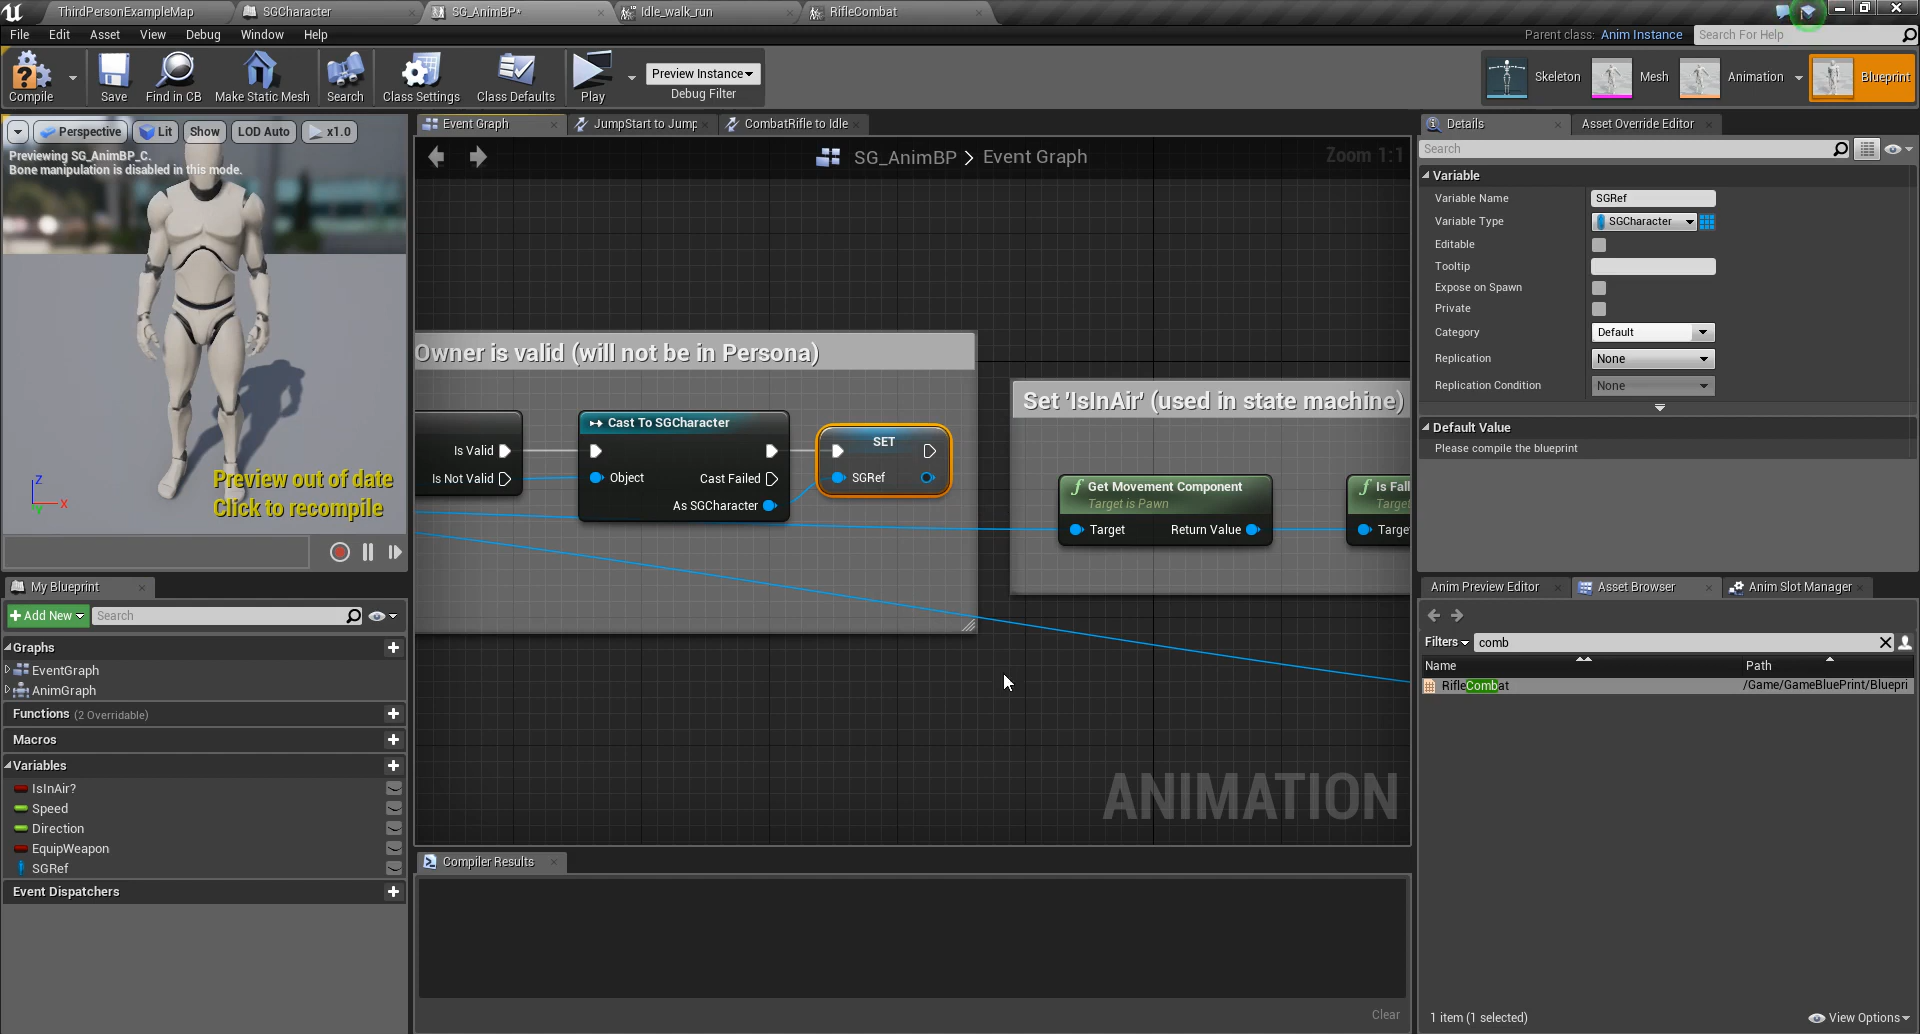 ThirdPersonExampleMap
SGCharacter
SG_AnimBP*
Idle_walk_run
RifleCombat
File Edit Asset View Debug Window Help
Parent class: Anim Instance
Search For Help
Compile
Save
Find in CB
Make Static Mesh
Search
Class Settings
Class Defaults
Play
Preview Instance
Debug Filter
Skeleton
Mesh
Animation
Blueprint
Perspective
Lit
Show
LOD Auto
x1.0
Previewing SG_AnimBP_C.
Bone manipulation is disabled in this mode.
Z
X
Y
Preview out of date
Click to recompile
My Blueprint
Add New
Search
Graphs
EventGraph
AnimGraph
Functions (2 Overridable)
Macros
Variables
IsInAir?
Speed
Direction
EquipWeapon
SGRef
Event Dispatchers
Event Graph
JumpStart to Jump
CombatRifle to Idle
SG_AnimBP > Event Graph
Zoom 1:1
Owner is valid (will not be in Persona)
Is Valid
Is Not Valid
Cast To SGCharacter
Object
Cast Failed
As SGCharacter
SET
SGRef
Set 'IsInAir' (used in state machine)
f Get Movement Component
Target is Pawn
Target
Return Value
f Is Fall
Target
Targe
ANIMATION
Compiler Results
Clear
Details
Asset Override Editor
Search
Variable
Variable Name SGRef
Variable Type SGCharacter
Editable
Tooltip
Expose on Spawn
Private
Category Default
Replication None
Replication Condition None
Default Value
Please compile the blueprint
Anim Preview Editor
Asset Browser
Anim Slot Manager
Filters comb
Name Path
RifleCombat /Game/GameBluePrint/Bluepri
1 item (1 selected)
View Options